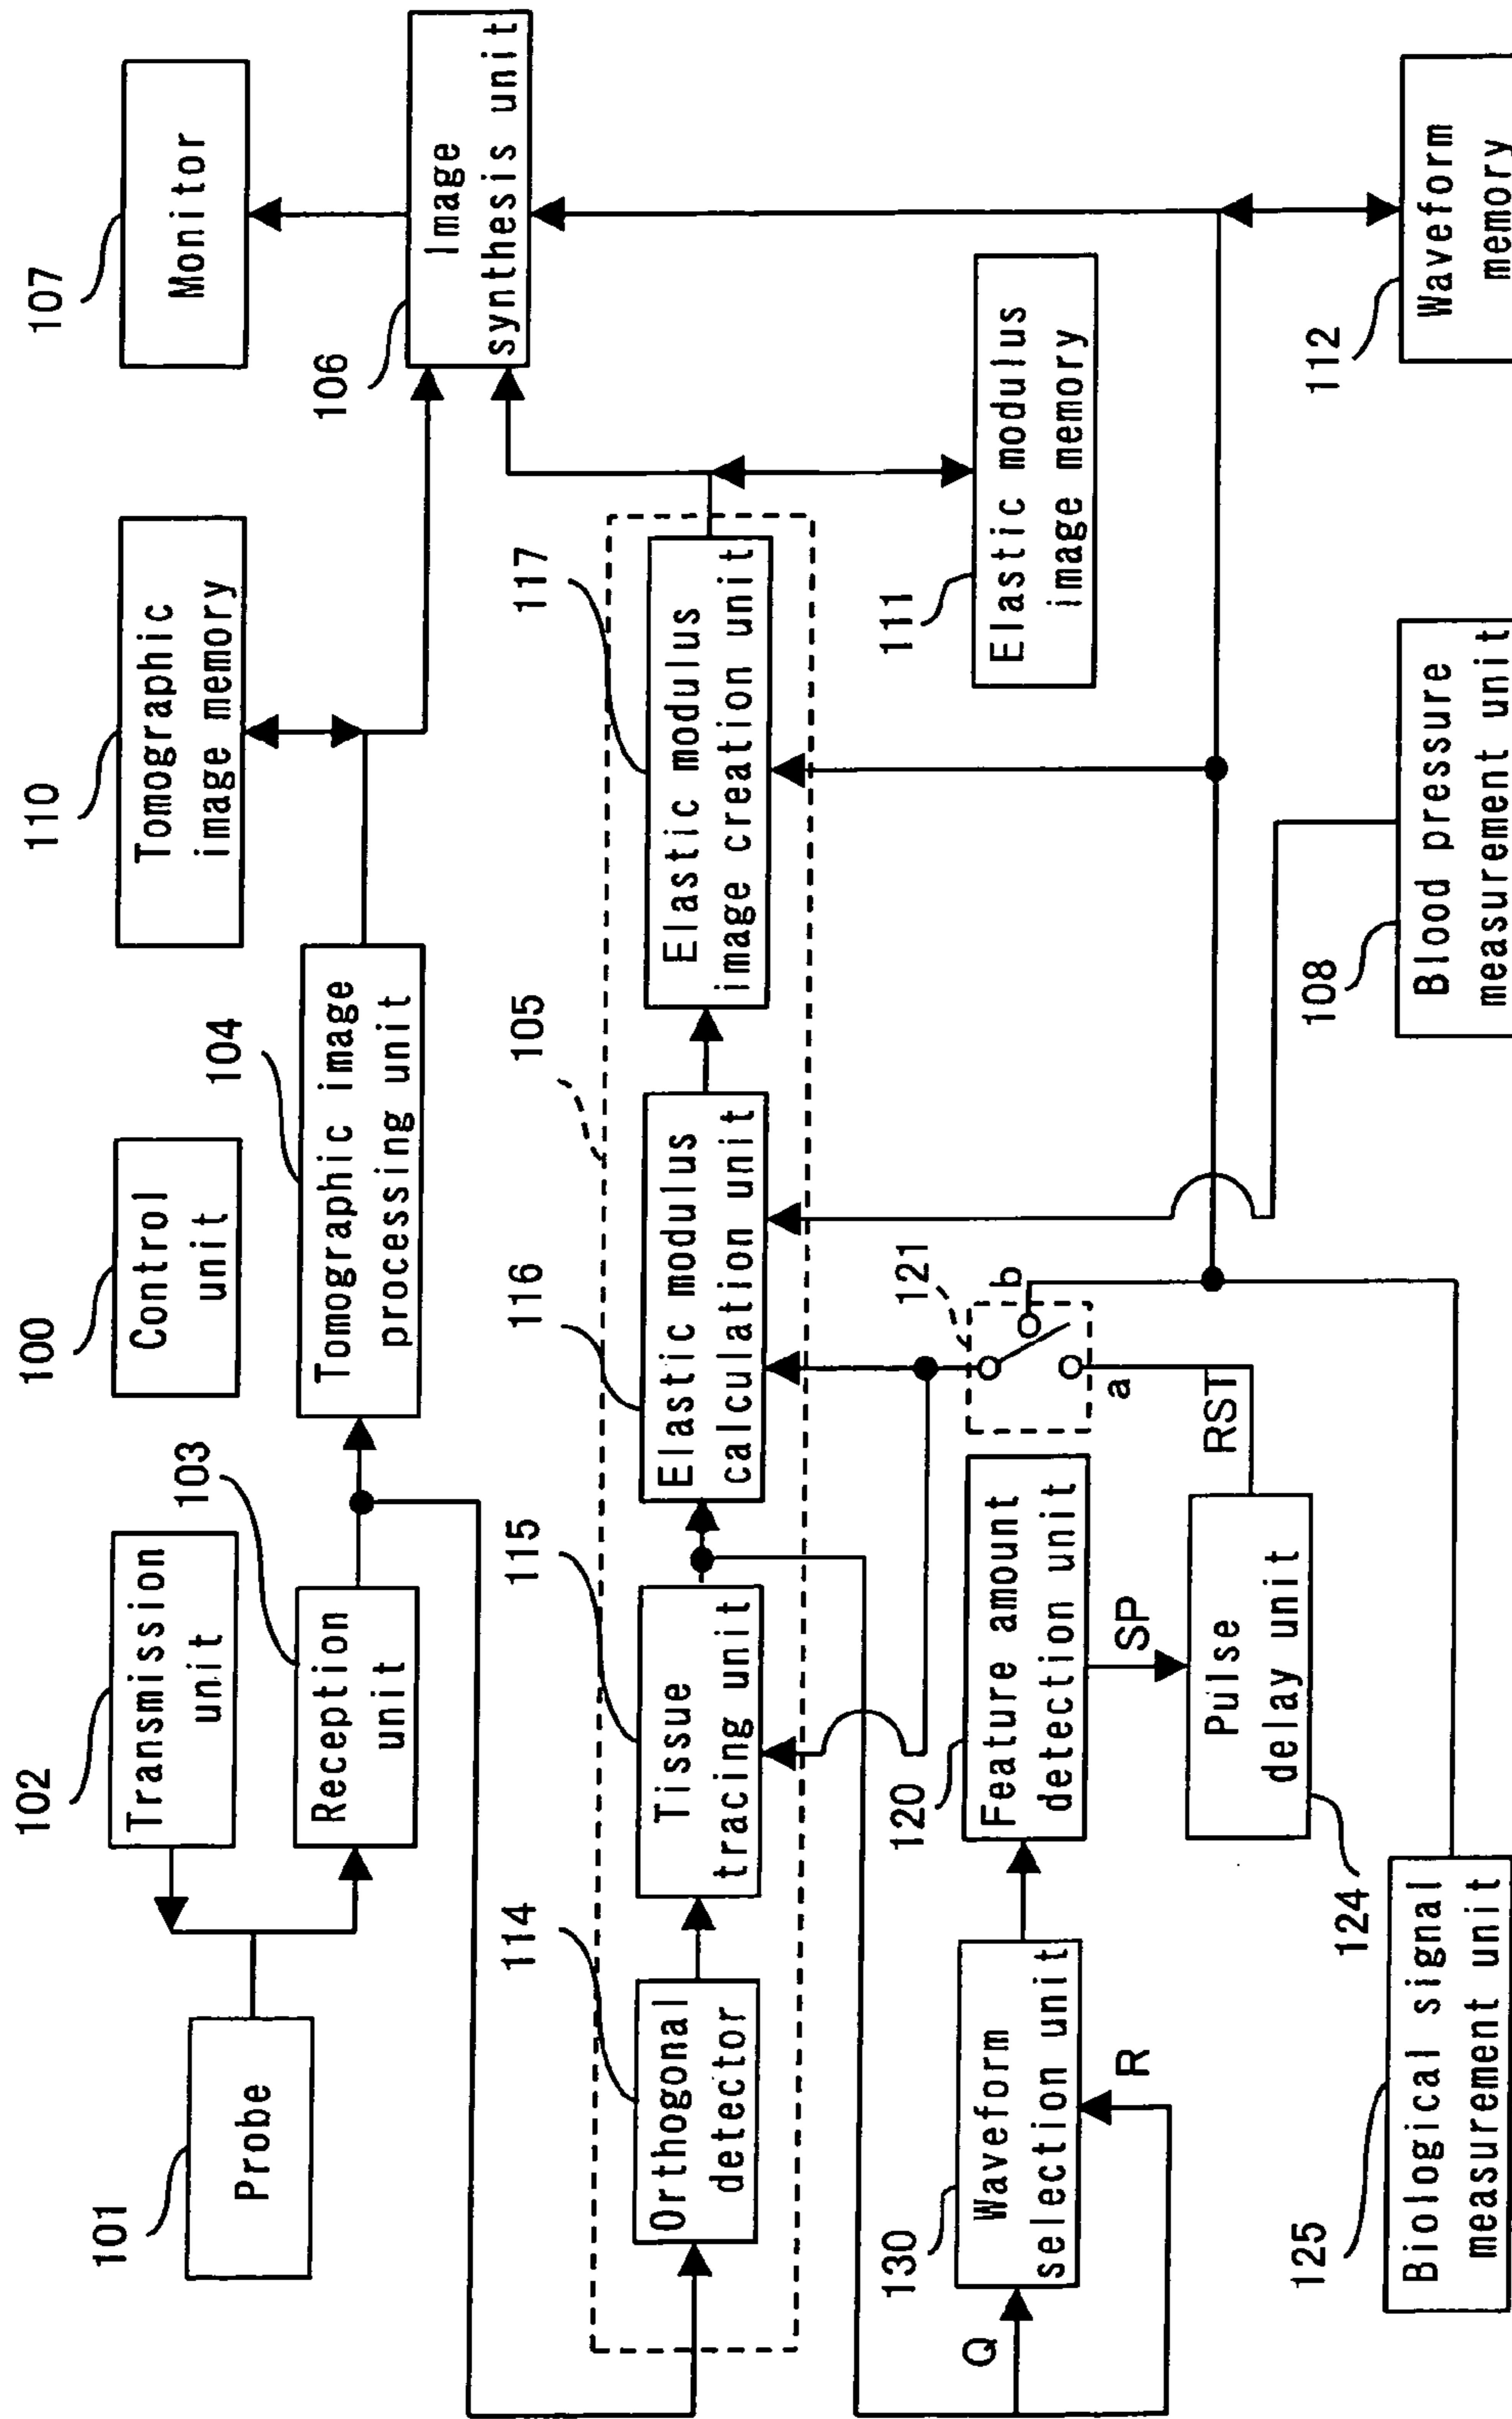 100
Control
unit
102
Transmission
unit
110
Tomographic
image memory
107
Monitor
101
Probe
103
Reception
unit
104
Tomographic image
processing unit
106
Image
synthesis unit
105
114
Orthogonal
detector
115
Tissue
tracing unit
116
Elastic modulus
calculation unit
117
Elastic modulus
image creation unit
111
Elastic modulus
image memory
121
b
a
Q
R
130
Waveform
selection unit
120
Feature amount
detection unit
SP
RST
Pulse
delay unit
124
125
Biological signal
measurement unit
108
Blood pressure
measurement unit
112
Waveform
memory